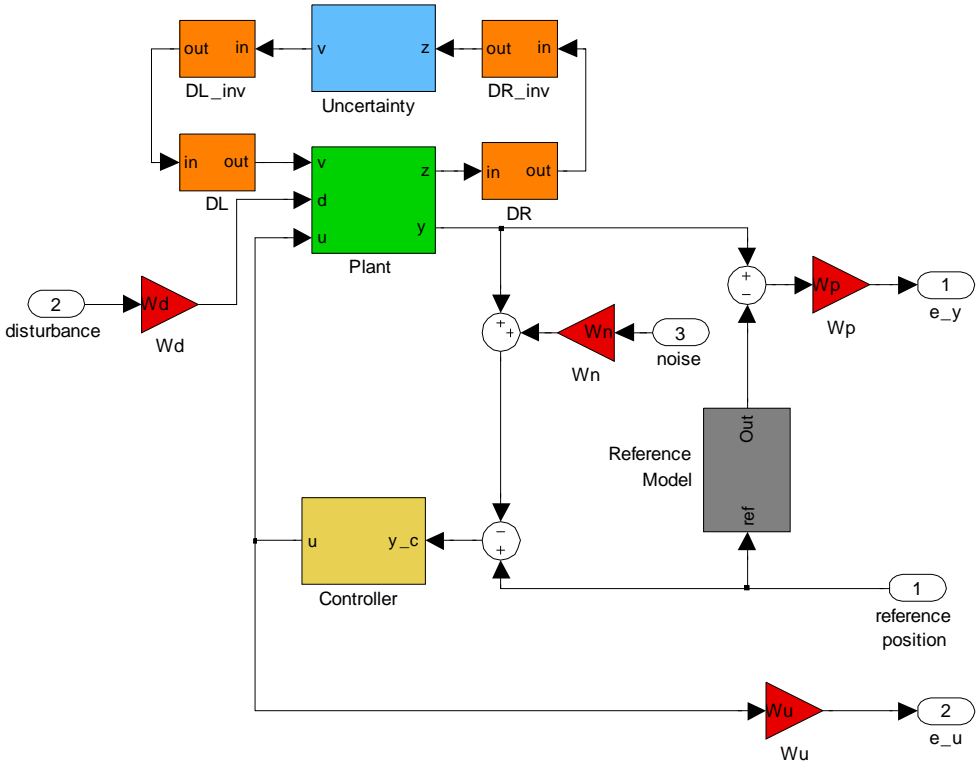 out in
DL_inv
v z
Uncertainty
out in
DR_inv
in out
DL
v z
d
u y
Plant
in out
DR
2
disturbance
Wd
Wd
+
+
Wn
Wn
3
noise
+
−
Wp
Wp
1
e_y
Out
ref
Reference
Model
u y_c
Controller
−
+
1
reference
position
Wu
Wu
2
e_u